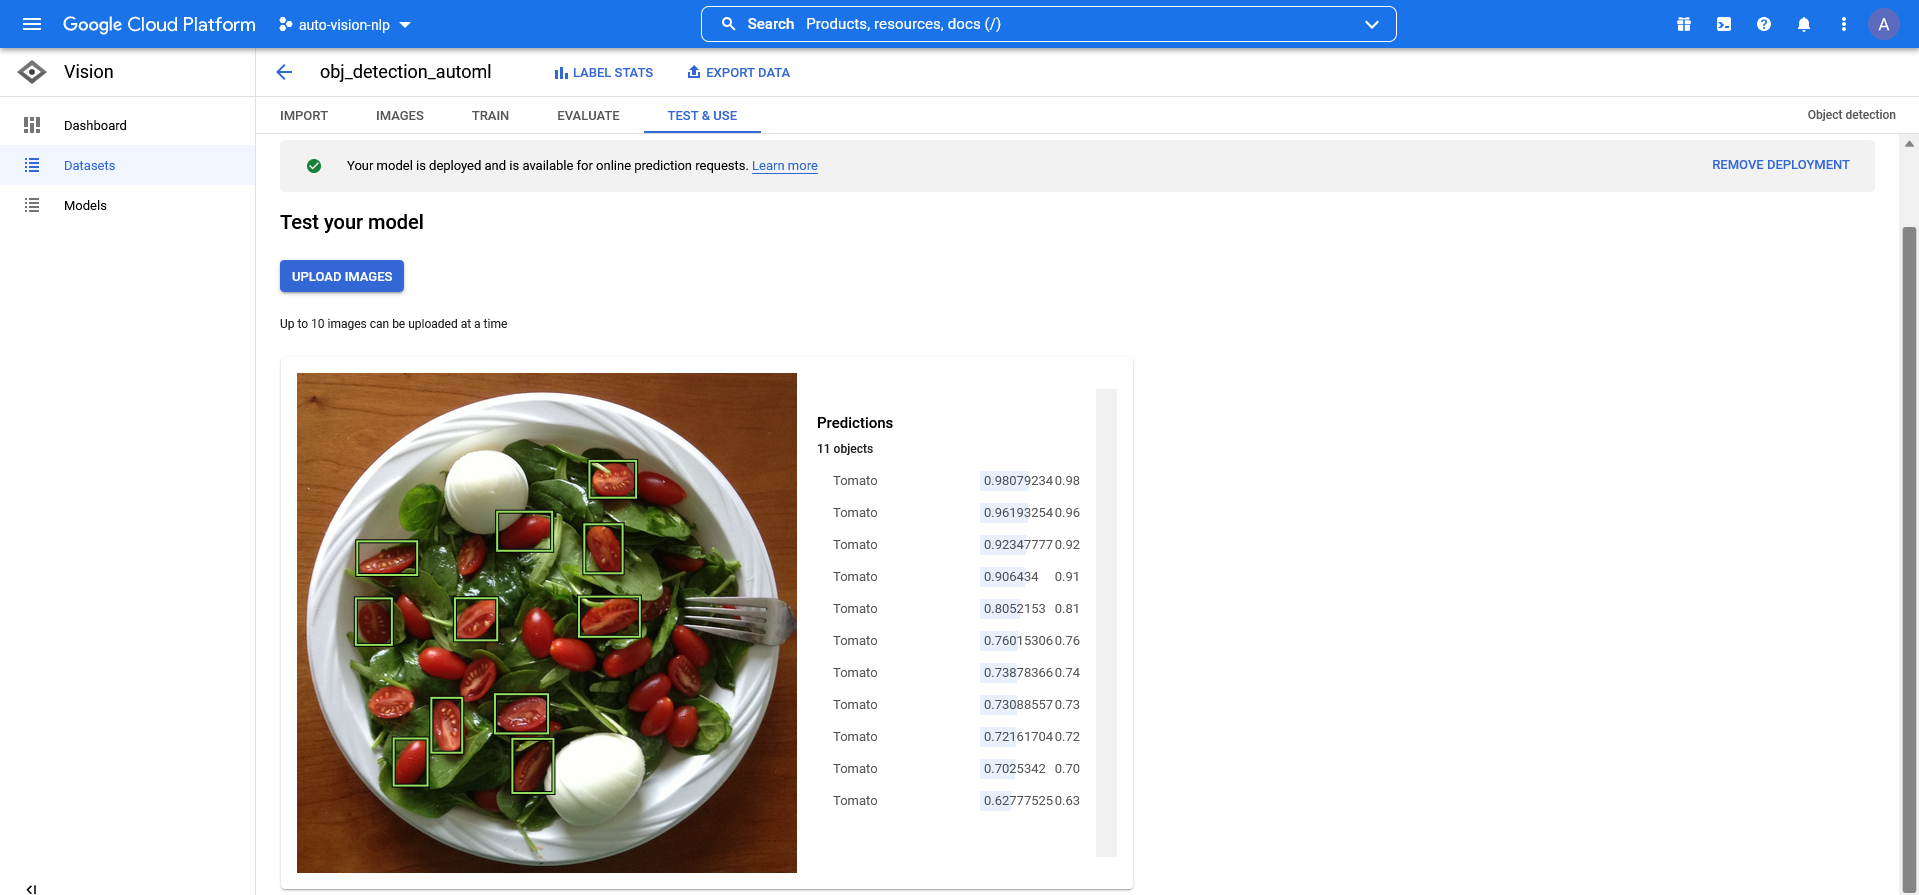 Google Cloud Platform
auto-vision-nlp
Search Products, resources, docs (/)
A
Vision
obj_detection_automl
LABEL STATS
EXPORT DATA
IMPORT
IMAGES
TRAIN
EVALUATE
TEST & USE
Object detection
Dashboard
Datasets
Models
Your model is deployed and is available for online prediction requests. Learn more
REMOVE DEPLOYMENT
Test your model
UPLOAD IMAGES
Up to 10 images can be uploaded at a time
Predictions
11 objects
Tomato 0.98079234 0.98
Tomato 0.96193254 0.96
Tomato 0.92347777 0.92
Tomato 0.906434 0.91
Tomato 0.8052153 0.81
Tomato 0.76015306 0.76
Tomato 0.73878366 0.74
Tomato 0.73088557 0.73
Tomato 0.72161704 0.72
Tomato 0.7025342 0.70
Tomato 0.62777525 0.63